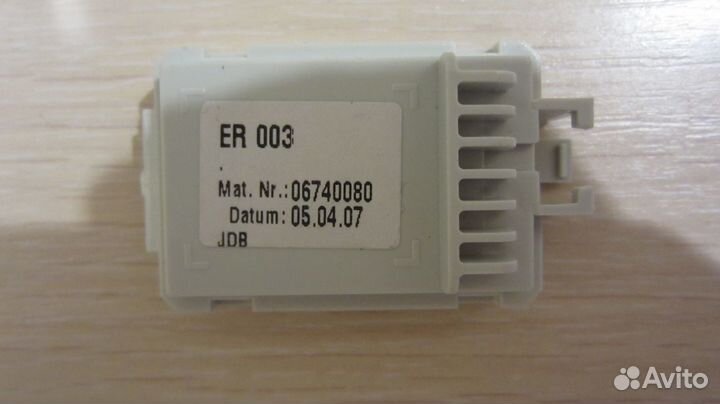 ER 003
.
Mat. Nr.:06740080
Datum: 05.04.07
JDB
Avito